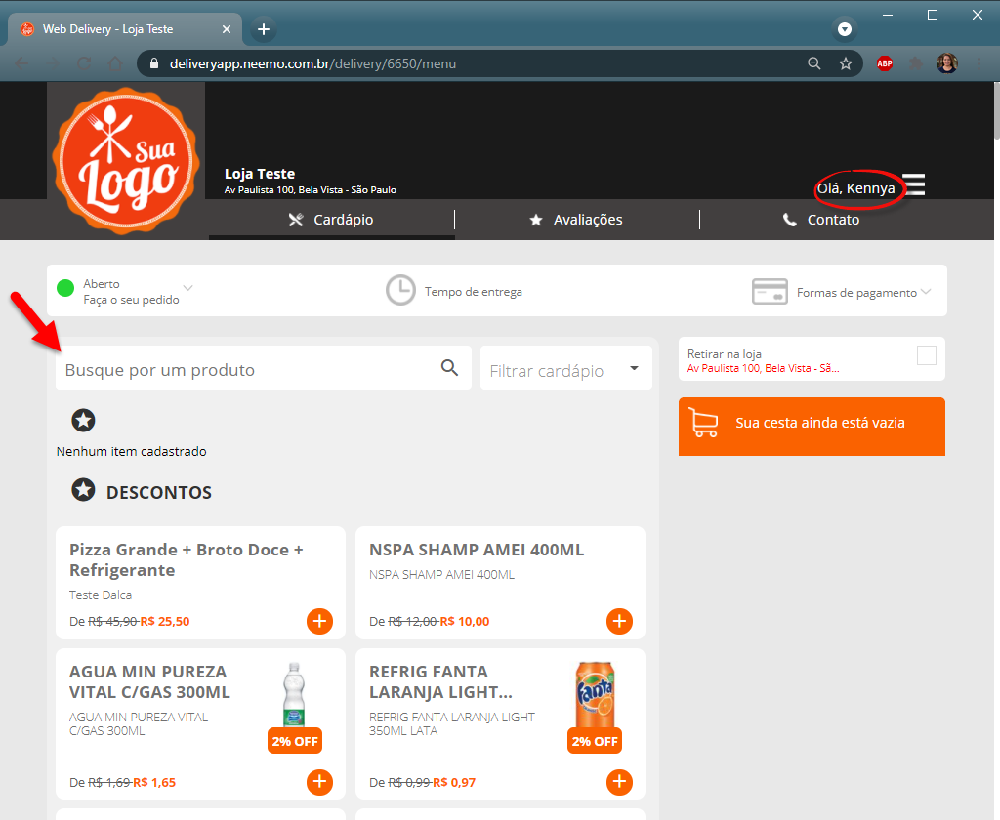 Web Delivery - Loja Teste
deliveryapp.neemo.com.br/delivery/6650/menu
ABP
Sua
Logo
Loja Teste
Av Paulista 100, Bela Vista - São Paulo
Olá, Kennya
Cardápio
Avaliações
Contato
Aberto
Faça o seu pedido
Tempo de entrega
Formas de pagamento
Busque por um produto
Filtrar cardápio
Retirar na loja
Av Paulista 100, Bela Vista - Sã...
Sua cesta ainda está vazia
Nenhum item cadastrado
DESCONTOS
Pizza Grande + Broto Doce +
Refrigerante
Teste Dalca
De R$ 45,90 R$ 25,50
NSPA SHAMP AMEI 400ML
NSPA SHAMP AMEI 400ML
De R$ 12,00 R$ 10,00
AGUA MIN PUREZA
VITAL C/GAS 300ML
AGUA MIN PUREZA VITAL
C/GAS 300ML
2% OFF
De R$ 1,69 R$ 1,65
REFRIG FANTA
LARANJA LIGHT...
REFRIG FANTA LARANJA LIGHT
350ML LATA
Fanta
2% OFF
De R$ 0,99 R$ 0,97